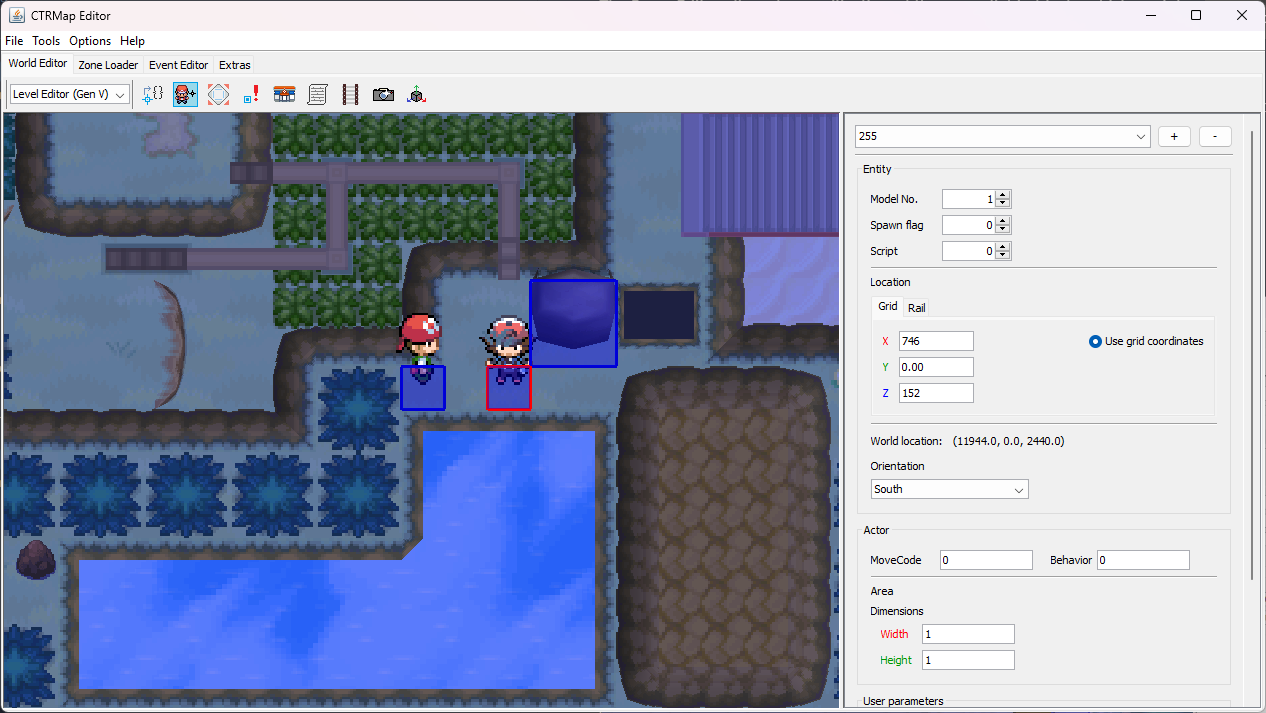 CTRMap Editor
File Tools Options Help
World Editor Zone Loader Event Editor Extras
Level Editor (Gen V)
255 + -
Entity
Model No. 1
Spawn flag 0
Script 0
Location
Grid Rail
X 746 Use grid coordinates
Y 0.00
Z 152
World location: (11944.0, 0.0, 2440.0)
Orientation
South
Actor
MoveCode 0 Behavior 0
Area
Dimensions
Width 1
Height 1
User parameters